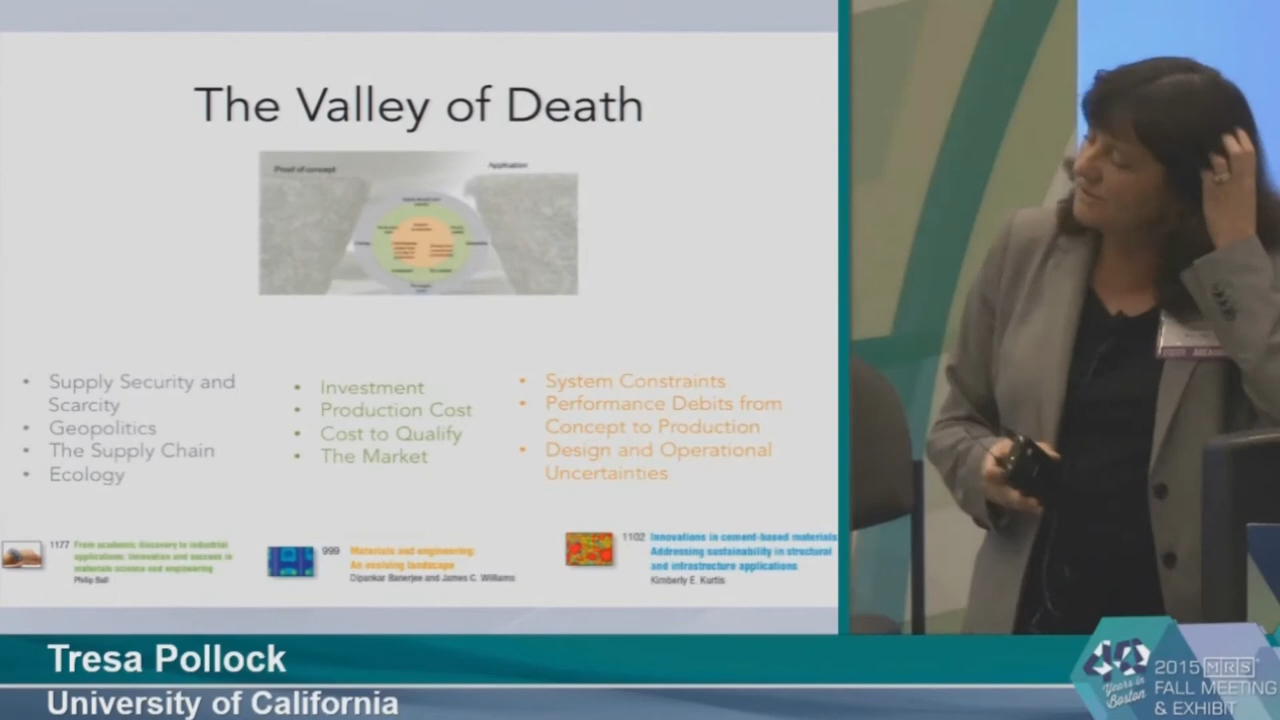 The Valley of Death
Proof of concept
Application
• Supply Security and
Scarcity
• Geopolitics
• The Supply Chain
• Ecology
• Investment
• Production Cost
• Cost to Qualify
• The Market
• System Constraints
• Performance Debits from
Concept to Production
• Design and Operational
Uncertainties
1177 From academic discovery to industrial
applications: Innovation and success in
materials science and engineering
Philip Ball
999 Materials and engineering:
An evolving landscape
Dipankar Banerjee and James C. Williams
1102 Innovations in cement-based materials:
Addressing sustainability in structural
and infrastructure applications
Kimberly E. Kurtis
Tresa Pollock
University of California
40
Years in
Boston
2015 MRS
FALL MEETING
& EXHIBIT